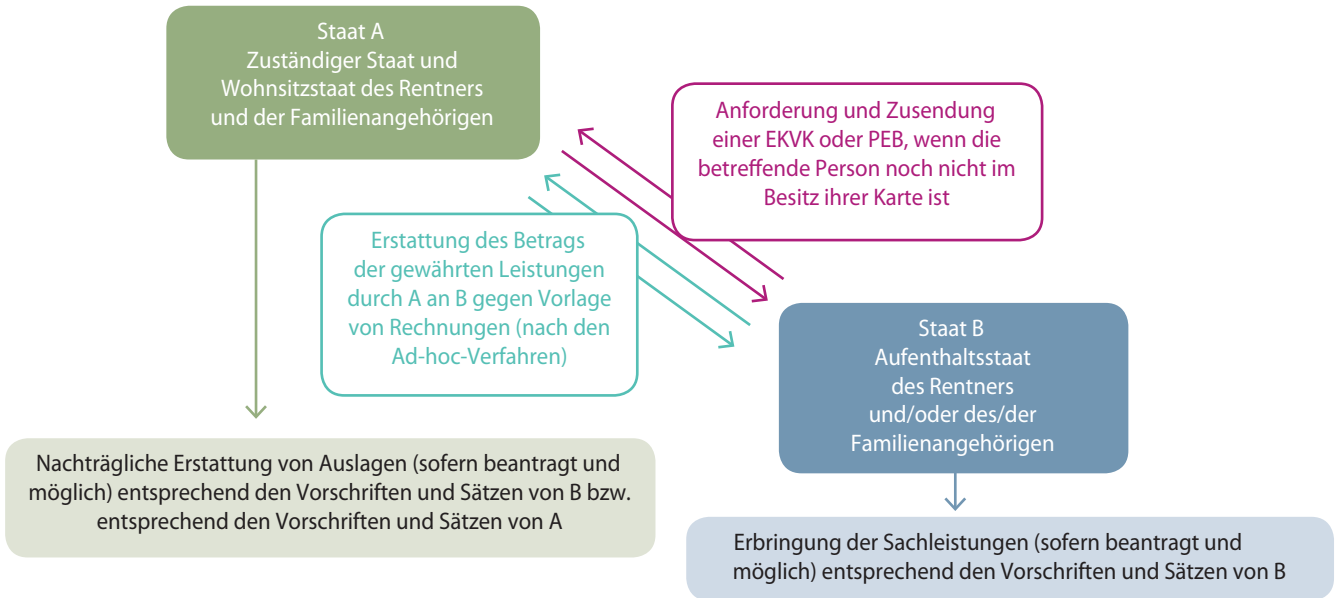 Staat A
Zuständiger Staat und
Wohnsitzstaat des Rentners
und der Familienangehörigen
Anforderung und Zusendung
einer EKVK oder PEB, wenn die
betreffende Person noch nicht im
Besitz ihrer Karte ist
Erstattung des Betrags
der gewährten Leistungen
durch A an B gegen Vorlage
von Rechnungen (nach den
Ad-hoc-Verfahren)
Staat B
Aufenthaltsstaat
des Rentners
und/oder des/der
Familienangehörigen
Nachträgliche Erstattung von Auslagen (sofern beantragt und
möglich) entsprechend den Vorschriften und Sätzen von B bzw.
entsprechend den Vorschriften und Sätzen von A
Erbringung der Sachleistungen (sofern beantragt und
möglich) entsprechend den Vorschriften und Sätzen von B